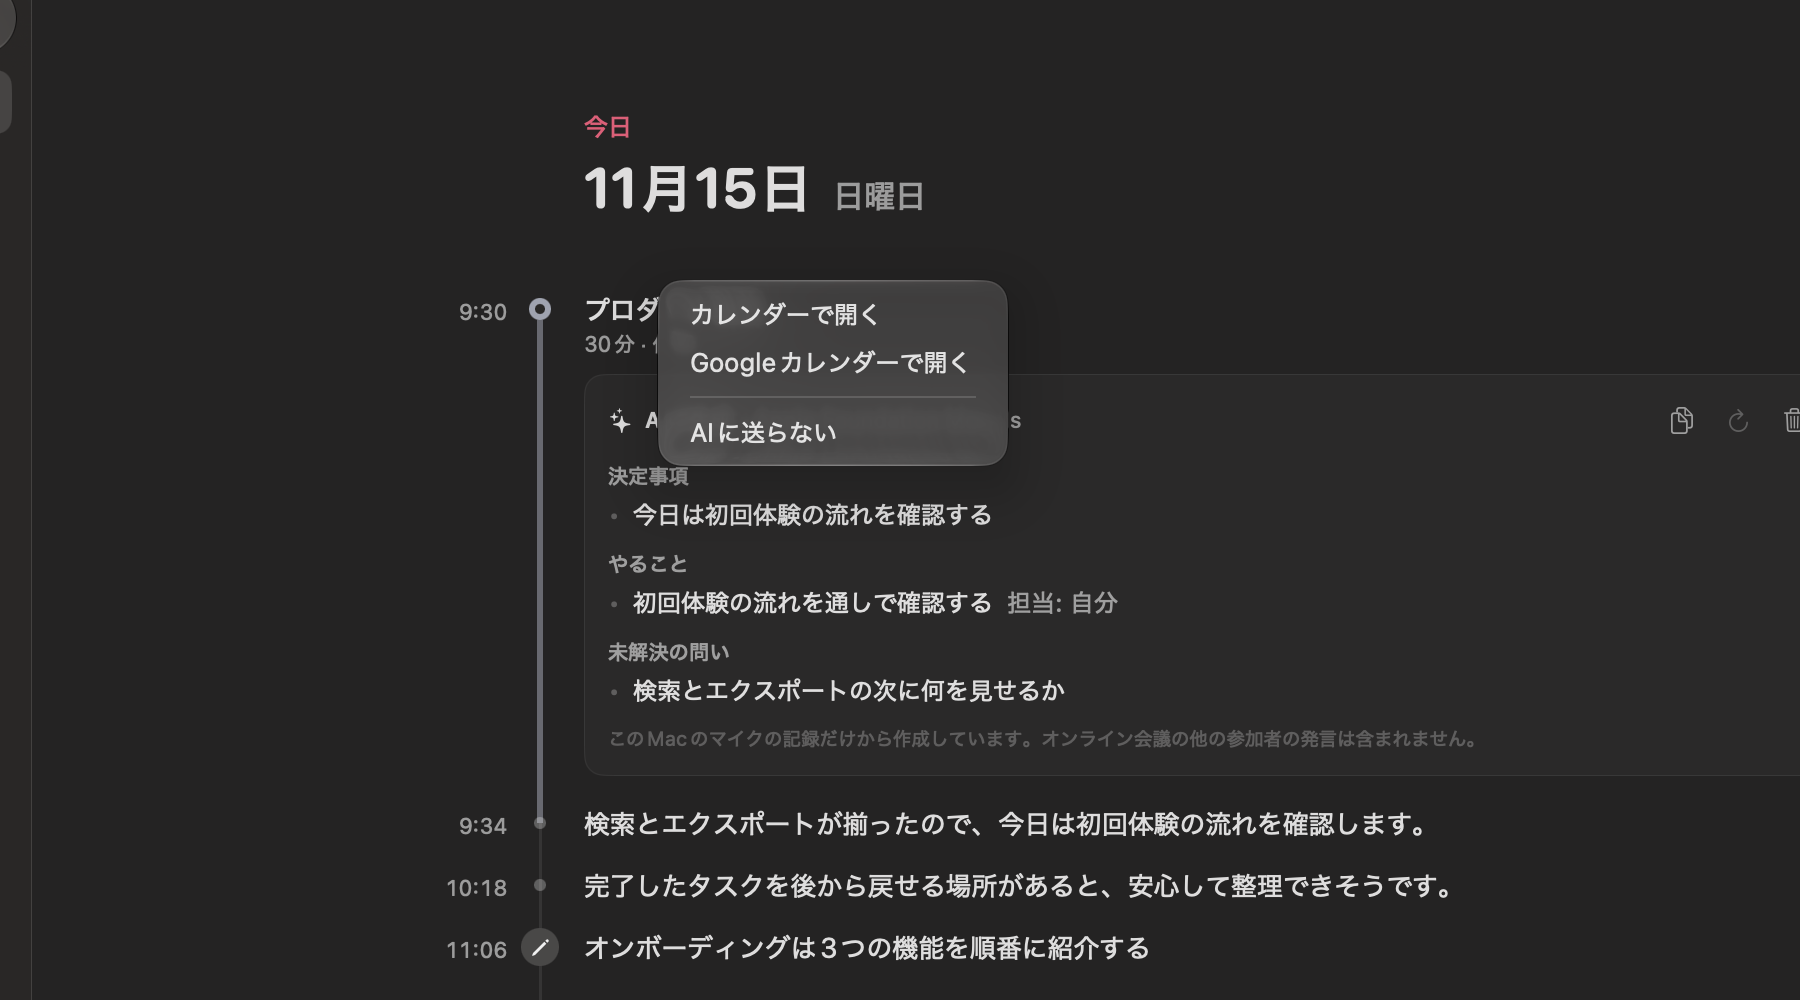 今日
11月15日 日曜日
9:30 プロダ
30分 ·
カレンダーで開く
Googleカレンダーで開く
AIに送らない
A
s
決定事項
• 今日は初回体験の流れを確認する
やること
• 初回体験の流れを通しで確認する 担当: 自分
未解決の問い
• 検索とエクスポートの次に何を見せるか
このMacのマイクの記録だけから作成しています。オンライン会議の他の参加者の発言は含まれません。
9:34 検索とエクスポートが揃ったので、今日は初回体験の流れを確認します。
10:18 完了したタスクを後から戻せる場所があると、安心して整理できそうです。
11:06 オンボーディングは3つの機能を順番に紹介する